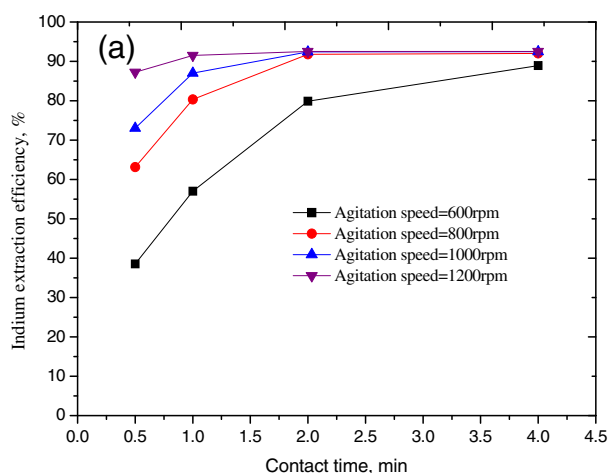 (a)
100
90
80
70
60
50
40
30
20
10
0
Indium extraction efficiency, %
Agitation speed=600rpm
Agitation speed=800rpm
Agitation speed=1000rpm
Agitation speed=1200rpm
0.0 0.5 1.0 1.5 2.0 2.5 3.0 3.5 4.0 4.5
Contact time, min